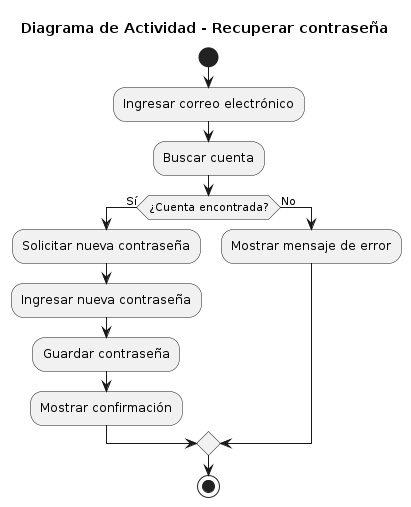 Diagrama de Actividad - Recuperar contraseña
Ingresar correo electrónico
Buscar cuenta
Sí
¿Cuenta encontrada?
No
Solicitar nueva contraseña
Mostrar mensaje de error
Ingresar nueva contraseña
Guardar contraseña
Mostrar confirmación